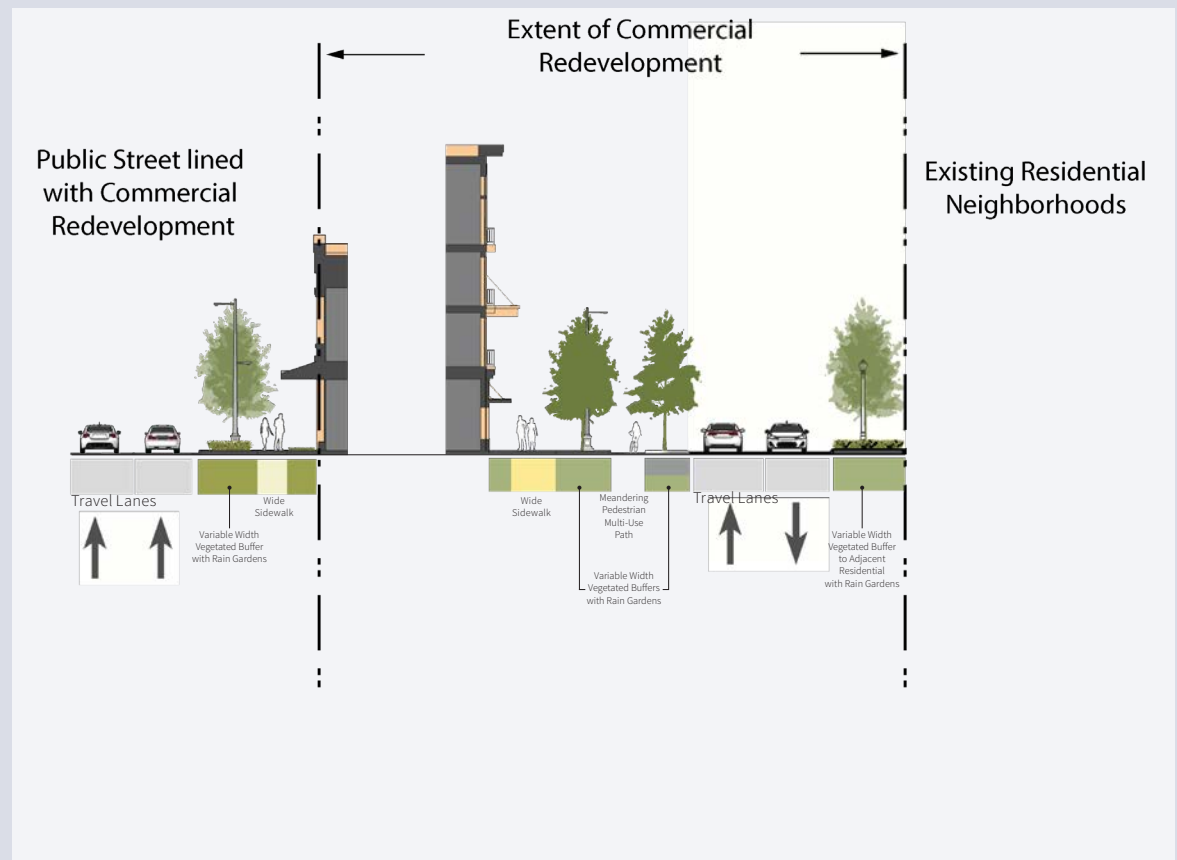 Extent of Commercial
Redevelopment
Public Street lined
with Commercial
Redevelopment
Existing Residential
Neighborhoods
Travel Lanes
Wide
Sidewalk
Variable Width
Vegetated Buffer
with Rain Gardens
Wide
Sidewalk
Meandering
Pedestrian
Multi-Use
Path
Variable Width
Vegetated Buffers
with Rain Gardens
Travel Lanes
Variable Width
Vegetated Buffer
to Adjacent
Residential
with Rain Gardens